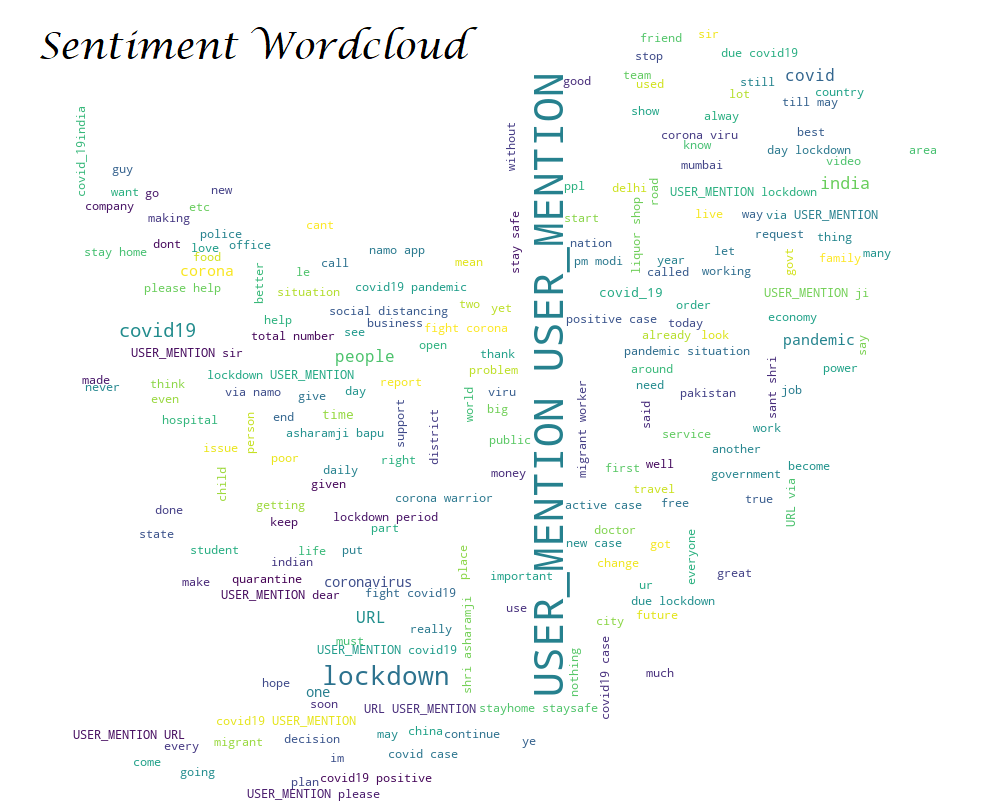 Sentiment Wordcloud
friend
sir
stop
due covid19
good
team
used
still
covid
lot
country
till may
covid_19india
show
alway
without
corona viru
best
know
day lockdown
area
video
guy
mumbai
want
go
new
ppl
delhi
road
USER_MENTION lockdown
india
company
etc
making
start
liquor shop
live
way
via USER_MENTION
cant
police
stay safe
request
thing
dont
love
office
nation
stay home
namo app
let
many
food
call
mean
pm modi
year
govt
family
corona
better
le
called
working
please help
situation
covid19 pandemic
covid_19
USER_MENTION ji
two
yet
order
social distancing
help
business
fight corona
positive case
today
economy
covid19
total number
see
already
look
pandemic
say
USER_MENTION sir
people
open
thank
pandemic situation
USER_MENTION USER_MENTION
made
never
think
lockdown USER_MENTION
report
problem
around
power
even
via namo
give
day
world
viru
migrant worker
need
pakistan
sant shri
job
hospital
person
end
time
support
district
big
said
asharamji bapu
public
service
work
issue
poor
right
another
child
daily
money
first
well
government
become
given
getting
corona warrior
travel
active case
free
true
URL via
done
keep
lockdown period
part
doctor
state
student
life
put
place
new case
got
everyone
indian
change
great
make
quarantine
coronavirus
important
ur
USER_MENTION dear
fight covid19
use
due lockdown
URL
really
shri asharamji
city
future
must
USER_MENTION covid19
nothing
covid19 case
much
lockdown
hope
one
soon
URL USER_MENTION
stayhome staysafe
covid19 USER_MENTION
USER_MENTION URL
every
migrant
decision
may
china
continue
ye
come
im
covid case
going
plan
covid19 positive
USER_MENTION please